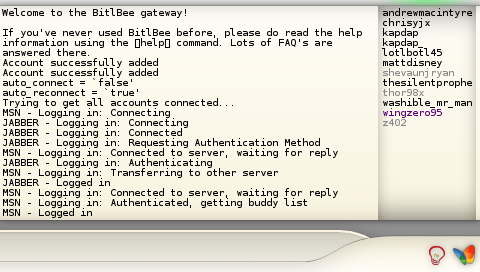 Welcome to the BitlBee gateway!
If you've never used BitlBee before, please do read the help
information using the help command. Lots of FAQ's are
answered there.
Account successfully added
Account successfully added
auto_connect = `false'
auto_reconnect = `true'
Trying to get all accounts connected...
MSN - Logging in: Connecting
JABBER - Logging in: Connecting
JABBER - Logging in: Connected
JABBER - Logging in: Requesting Authentication Method
MSN - Logging in: Connected to server, waiting for reply
JABBER - Logging in: Authenticating
MSN - Logging in: Transferring to other server
JABBER - Logged in
MSN - Logging in: Connected to server, waiting for reply
MSN - Logging in: Authenticated, getting buddy list
MSN - Logged in
andrewmacintyre
chrisyjx
kapdap
kapdap_
lotlbotl45
mattdisney
shevaunjryan
thesilentprophe
thor98x
washible_mr_man
wingzero95
z402